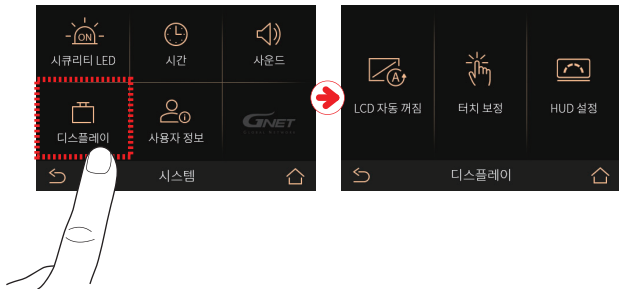 ON
시큐리티 LED
시간
사운드
디스플레이
사용자 정보
GNET
Global Network
시스템
A
LCD 자동 꺼짐
터치 보정
HUD 설정
디스플레이